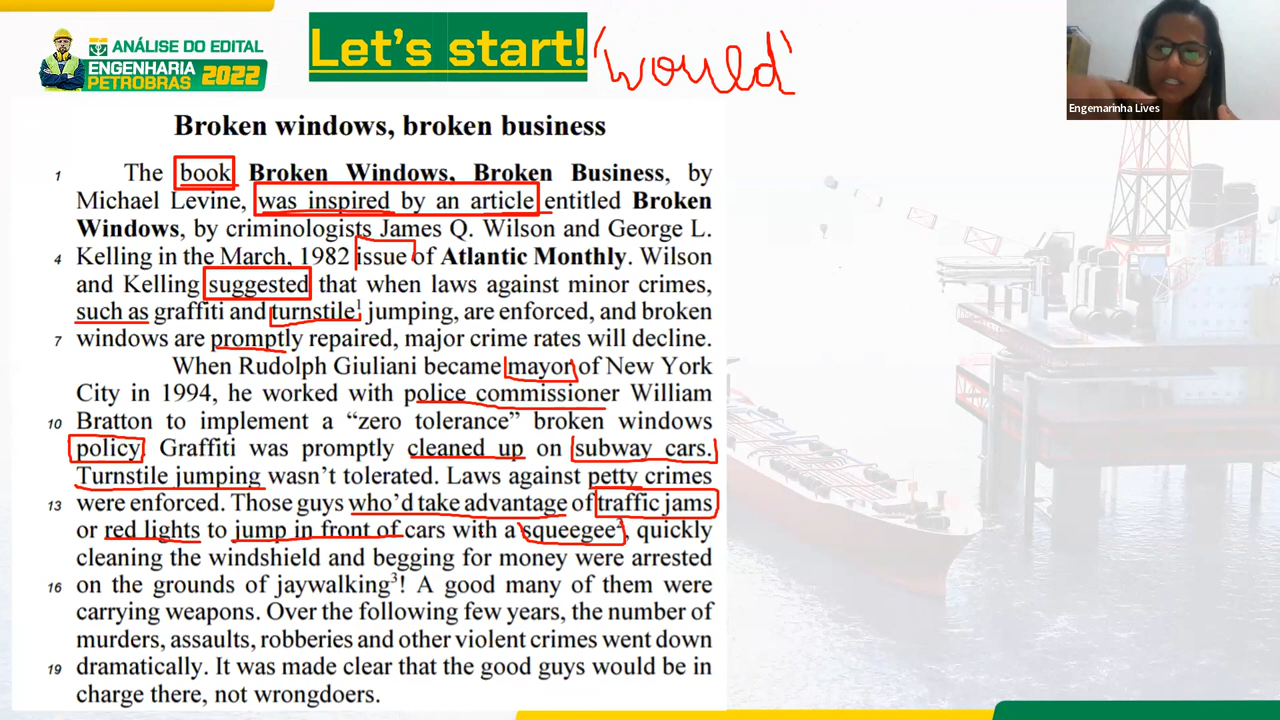 ANÁLISE DO EDITAL
ENGENHARIA
PETROBRAS 2022
Let's start!
'would'
Engemarinha Lives
Broken windows, broken business
1 The book Broken Windows, Broken Business, by
Michael Levine, was inspired by an article entitled Broken
Windows, by criminologists James Q. Wilson and George L.
4 Kelling in the March, 1982 issue of Atlantic Monthly. Wilson
and Kelling suggested that when laws against minor crimes,
such as graffiti and turnstile¹ jumping, are enforced, and broken
7 windows are promptly repaired, major crime rates will decline.
When Rudolph Giuliani became mayor of New York
City in 1994, he worked with police commissioner William
10 Bratton to implement a “zero tolerance” broken windows
policy. Graffiti was promptly cleaned up on subway cars.
Turnstile jumping wasn't tolerated. Laws against petty crimes
13 were enforced. Those guys who'd take advantage of traffic jams
or red lights to jump in front of cars with a squeegee², quickly
cleaning the windshield and begging for money were arrested
16 on the grounds of jaywalking³! A good many of them were
carrying weapons. Over the following few years, the number of
murders, assaults, robberies and other violent crimes went down
19 dramatically. It was made clear that the good guys would be in
charge there, not wrongdoers.